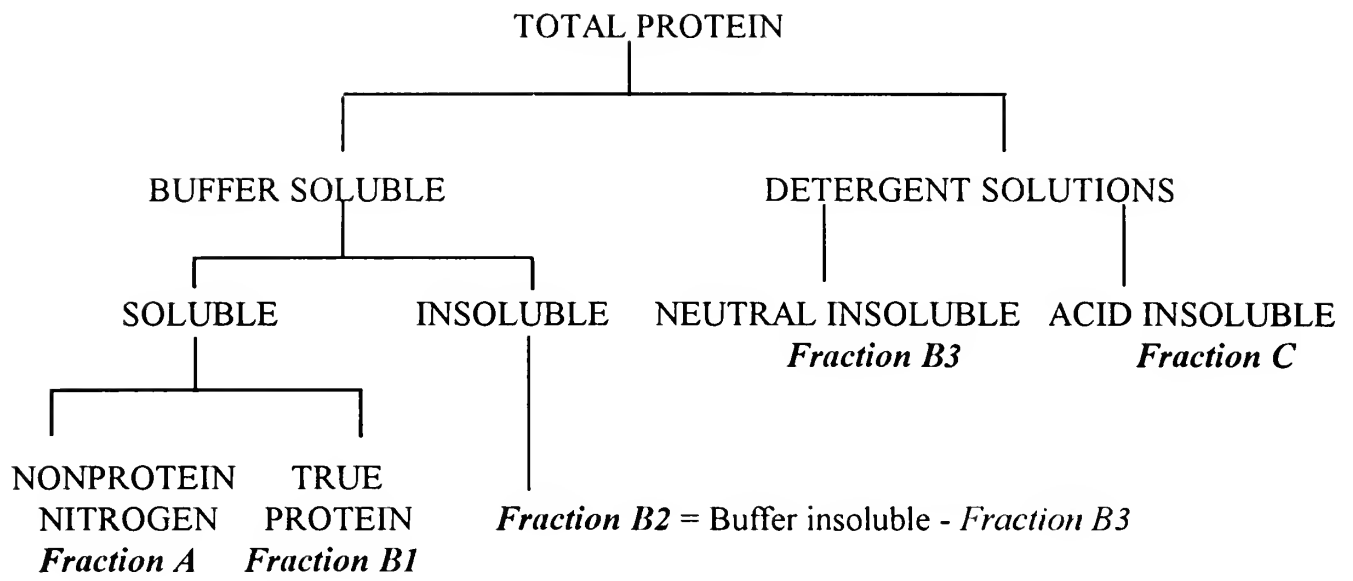 TOTAL PROTEIN
BUFFER SOLUBLE
DETERGENT SOLUTIONS
SOLUBLE
INSOLUBLE
NEUTRAL INSOLUBLE
Fraction B3
ACID INSOLUBLE
Fraction C
NONPROTEIN
NITROGEN
Fraction A
TRUE
PROTEIN
Fraction B1
Fraction B2 = Buffer insoluble - Fraction B3